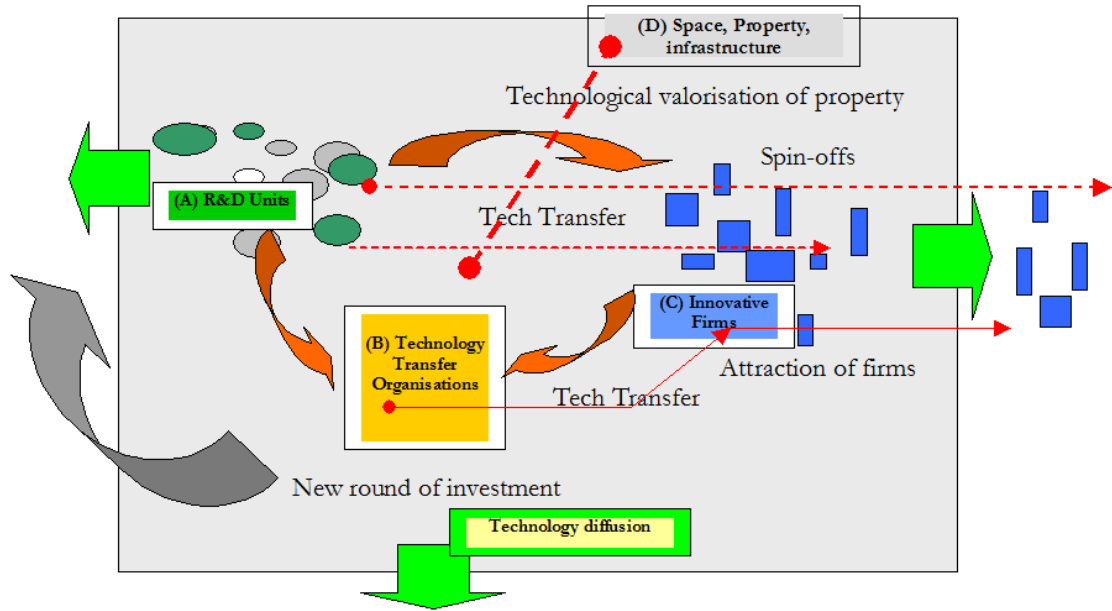 (D) Space, Property,
infrastructure
Technological valorisation of property
Spin-offs
(A) R&D Units
Tech Transfer
(C) Innovative
Firms
(B) Technology
Transfer
Organisations
Attraction of firms
Tech Transfer
New round of investment
Technology diffusion